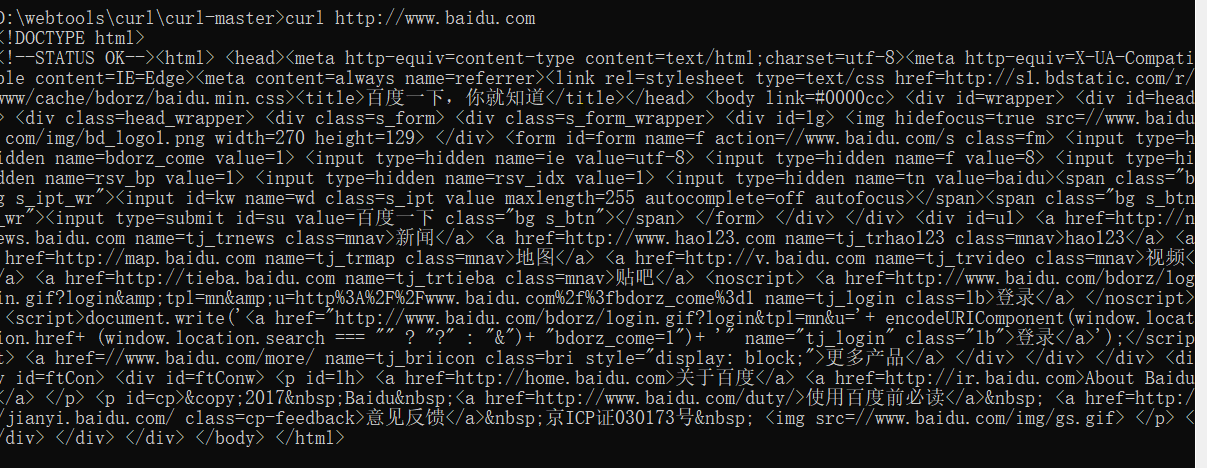 D:\webtools\curl\curl-master>curl http://www.baidu.com
<!DOCTYPE html>
<!--STATUS OK--><html> <head><meta http-equiv=content-type content=text/html;charset=utf-8><meta http-equiv=X-UA-Compati
ble content=IE=Edge><meta content=always name=referrer><link rel=stylesheet type=text/css href=http://s1.bdstatic.com/r/
www/cache/bdorz/baidu.min.css><title>百度一下，你就知道</title></head> <body link=#0000cc> <div id=wrapper> <div id=head
> <div class=head_wrapper> <div class=s_form> <div class=s_form_wrapper> <div id=lg> <img hidefocus=true src=//www.baidu
.com/img/bd_logo1.png width=270 height=129> </div> <form id=form name=f action=//www.baidu.com/s class=fm> <input type=h
idden name=bdorz_come value=1> <input type=hidden name=ie value=utf-8> <input type=hidden name=f value=8> <input type=hi
dden name=rsv_bp value=1> <input type=hidden name=rsv_idx value=1> <input type=hidden name=tn value=baidu><span class="b
g s_ipt_wr"><input id=kw name=wd class=s_ipt value maxlength=255 autocomplete=off autofocus></span><span class="bg s_btn
_wr"><input type=submit id=su value=百度一下 class="bg s_btn"></span> </form> </div> </div> <div id=u1> <a href=http://n
ews.baidu.com name=tj_trnews class=mnav>新闻</a> <a href=http://www.hao123.com name=tj_trhao123 class=mnav>hao123</a> <a
 href=http://map.baidu.com name=tj_trmap class=mnav>地图</a> <a href=http://v.baidu.com name=tj_trvideo class=mnav>视频<
/a> <a href=http://tieba.baidu.com name=tj_trtieba class=mnav>贴吧</a> <noscript> <a href=http://www.baidu.com/bdorz/log
in.gif?login&amp;tpl=mn&amp;u=http%3A%2F%2Fwww.baidu.com%2f%3fbdorz_come%3d1 name=tj_login class=lb>登录</a> </noscript>
 <script>document.write('<a href="http://www.baidu.com/bdorz/login.gif?login&tpl=mn&u='+ encodeURIComponent(window.locat
ion.href+ (window.location.search === "" ? "?" : "&")+ "bdorz_come=1")+ '" name="tj_login" class="lb">登录</a>');</scrip
t> <a href=//www.baidu.com/more/ name=tj_briicon class=bri style="display: block;">更多产品</a> </div> </div> </div> <di
v id=ftCon> <div id=ftConw> <p id=lh> <a href=http://home.baidu.com>关于百度</a> <a href=http://ir.baidu.com>About Baidu
</a> </p> <p id=cp>&copy;2017&nbsp;Baidu&nbsp;<a href=http://www.baidu.com/duty/>使用百度前必读</a>&nbsp; <a href=http:/
/jianyi.baidu.com/ class=cp-feedback>意见反馈</a>&nbsp;京ICP证030173号&nbsp; <img src=//www.baidu.com/img/gs.gif> </p> <
/div> </div> </div> </body> </html>